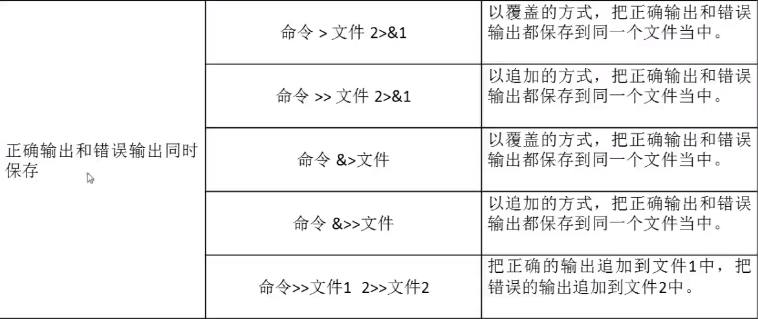 命令 > 文件 2>&1
以覆盖的方式，把正确输出和错误
输出都保存到同一个文件当中。
命令 >> 文件 2>&1
以追加的方式，把正确输出和错误
输出都保存到同一个文件当中。
正确输出和错误输出同时
保存
命令 &>文件
以覆盖的方式，把正确输出和错误
输出都保存到同一个文件当中。
命令 &>>文件
以追加的方式，把正确输出和错误
输出都保存到同一个文件当中。
命令>>文件1 2>>文件2
把正确的输出追加到文件1中，把
错误的输出追加到文件2中。